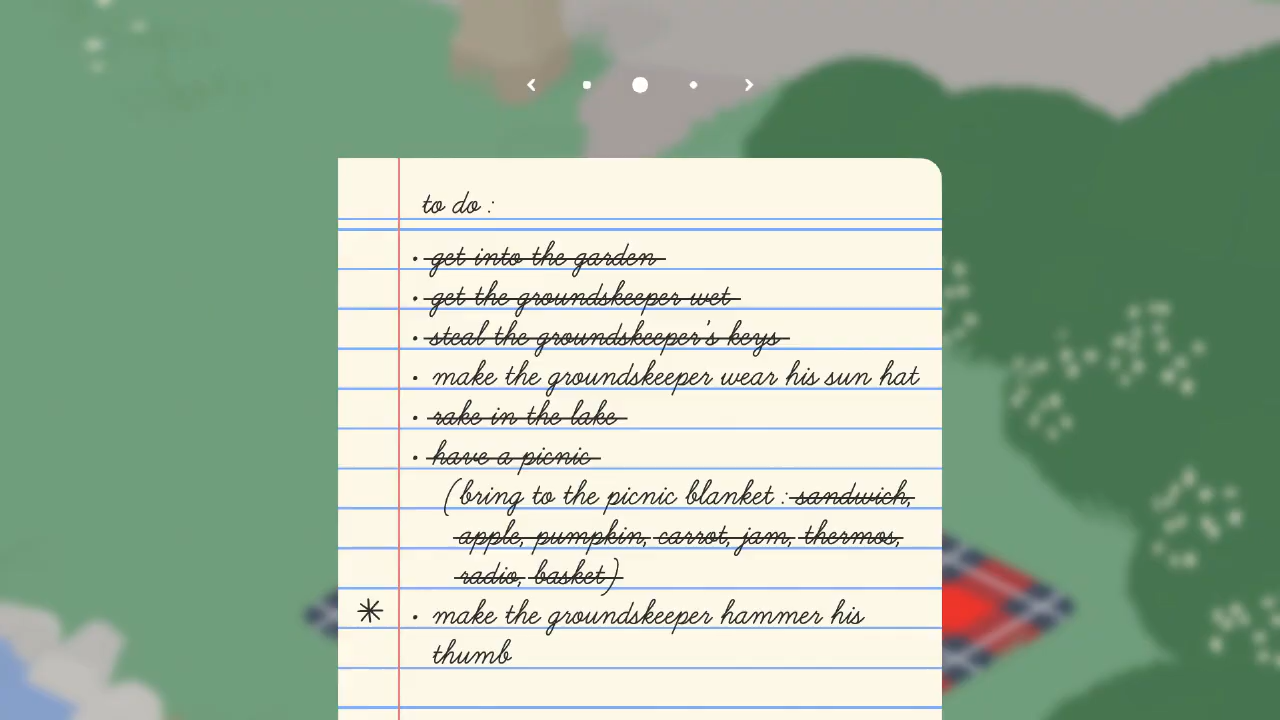 to do :
• get into the garden
• get the groundskeeper wet
• steal the groundskeeper's keys
• make the groundskeeper wear his sun hat
• rake in the lake
• have a picnic
(bring to the picnic blanket : sandwich,
apple, pumpkin, carrot, jam, thermos,
radio, basket)
• make the groundskeeper hammer his
thumb